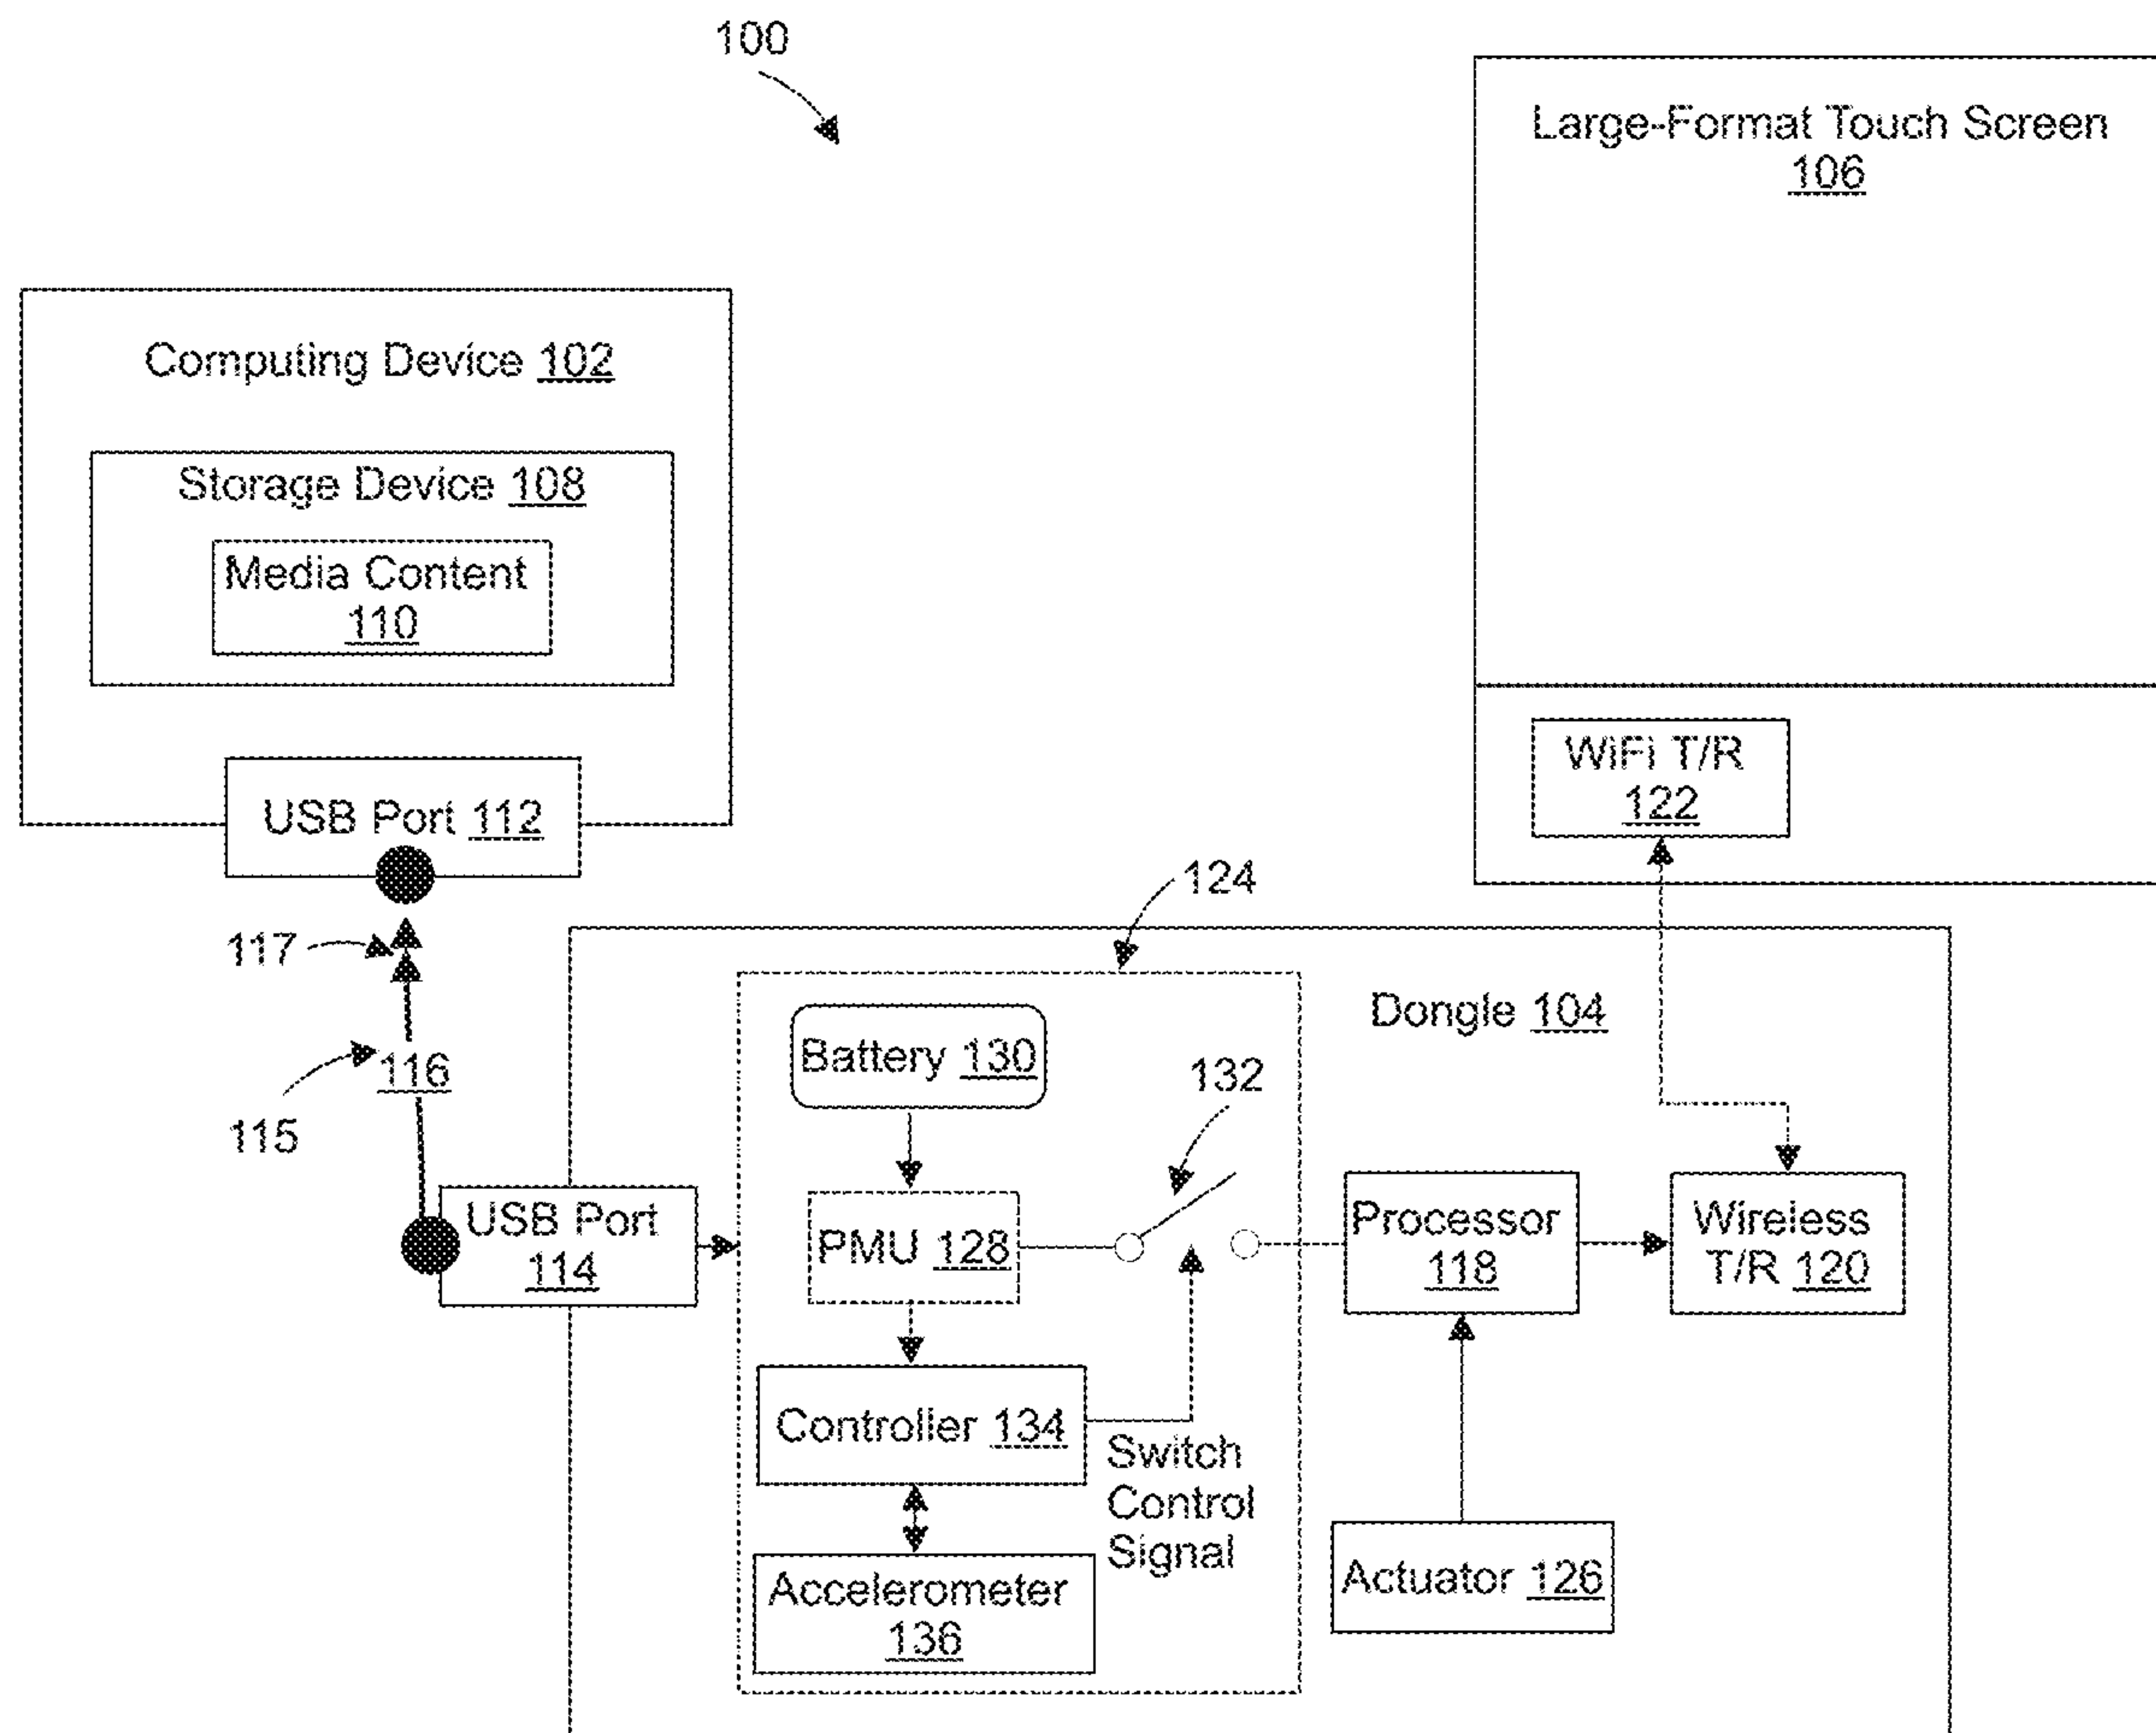 100
Large-Format Touch Screen
106
Computing Device 102
Storage Device 108
Media Content
110
USB Port 112
WiFi T/R
122
124
117
Dongle 104
Battery 130
132
116
115
USB Port
114
PMU 128
Processor
118
Wireless
T/R 120
Controller 134
Switch
Control
Signal
Accelerometer
136
Actuator 126